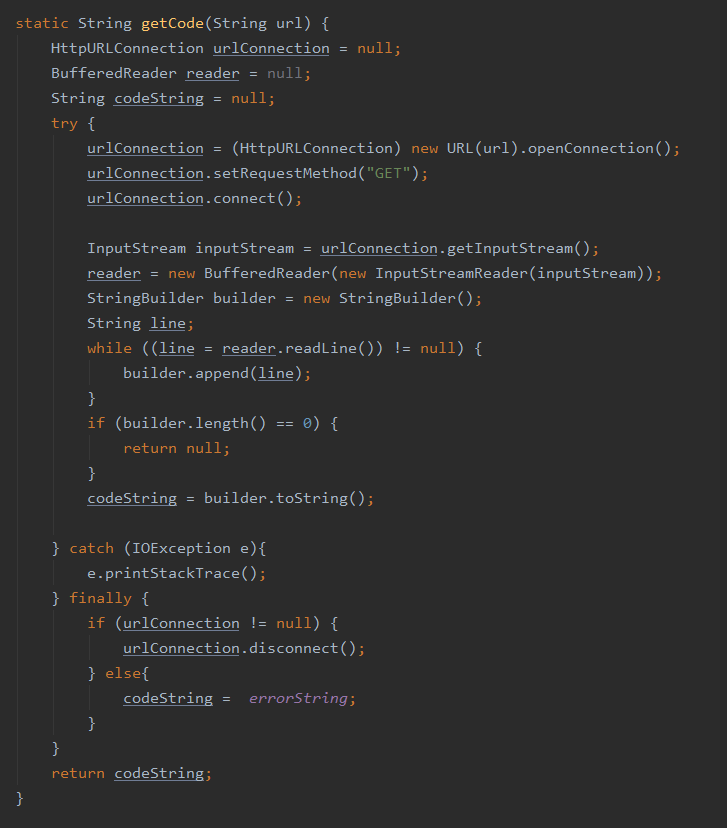 static String getCode(String url) {
    HttpURLConnection urlConnection = null;
    BufferedReader reader = null;
    String codeString = null;
    try {
        urlConnection = (HttpURLConnection) new URL(url).openConnection();
        urlConnection.setRequestMethod("GET");
        urlConnection.connect();

        InputStream inputStream = urlConnection.getInputStream();
        reader = new BufferedReader(new InputStreamReader(inputStream));
        StringBuilder builder = new StringBuilder();
        String line;
        while ((line = reader.readLine()) != null) {
            builder.append(line);
        }
        if (builder.length() == 0) {
            return null;
        }
        codeString = builder.toString();

    } catch (IOException e){
        e.printStackTrace();
    } finally {
        if (urlConnection != null) {
            urlConnection.disconnect();
        } else{
            codeString =  errorString;
        }
    }
    return codeString;
}